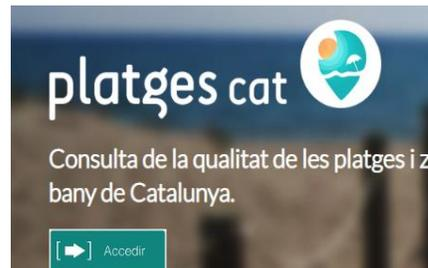 platges cat
Consulta de la qualitat de les platges i z
bany de Catalunya.
[➡] Accedir